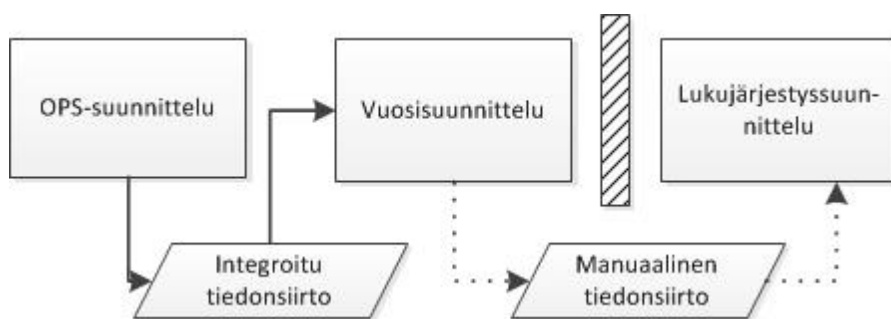 OPS-suunnittelu
Vuosisuunnittelu
Lukujärjestyssuun-
nittelu
Integroitu
tiedonsiirto
Manuaalinen
tiedonsiirto